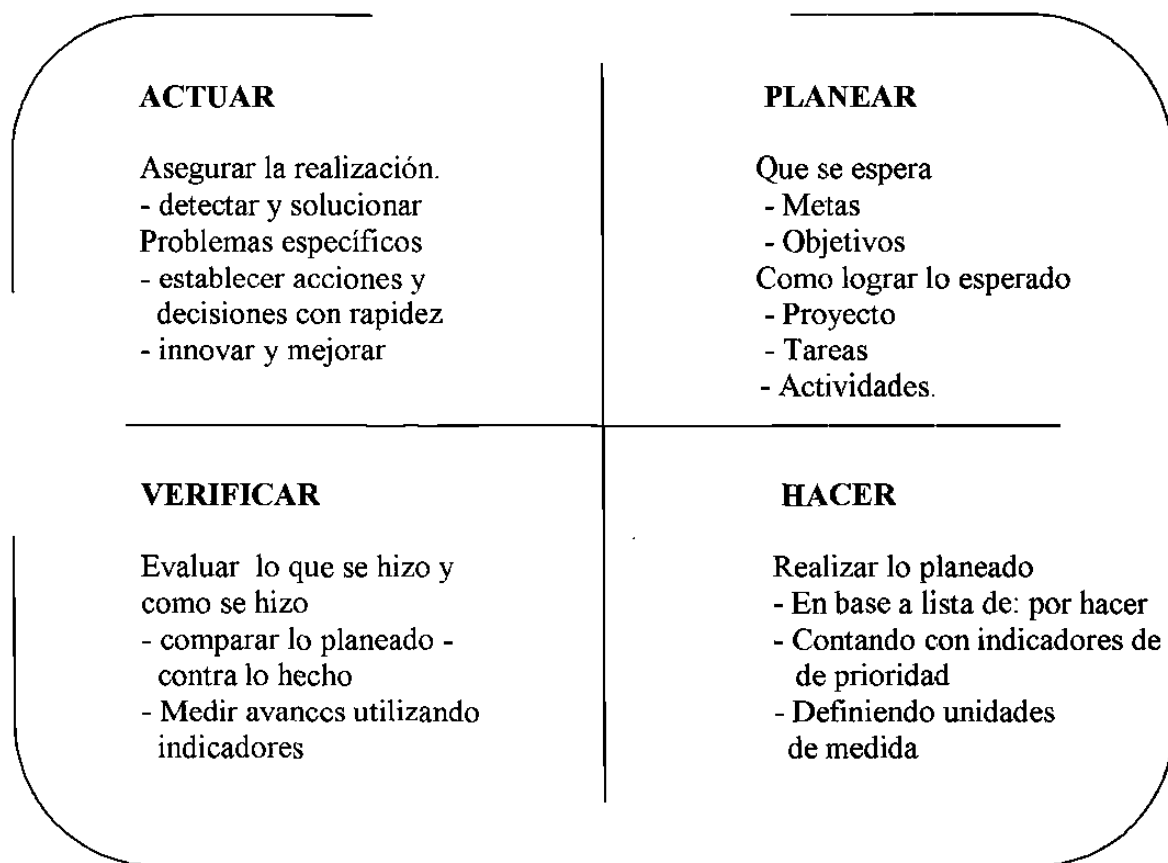 ACTUAR
Asegurar la realización.
- detectar y solucionar
Problemas específicos
- establecer acciones y
decisiones con rapidez
- innovar y mejorar
PLANEAR
Que se espera
- Metas
- Objetivos
Como lograr lo esperado
- Proyecto
- Tareas
- Actividades.
VERIFICAR
Evaluar lo que se hizo y
como se hizo
- comparar lo planeado -
contra lo hecho
- Medir avances utilizando
indicadores
HACER
Realizar lo planeado
- En base a lista de: por hacer
- Contando con indicadores de
de prioridad
- Definiendo unidades
de medida